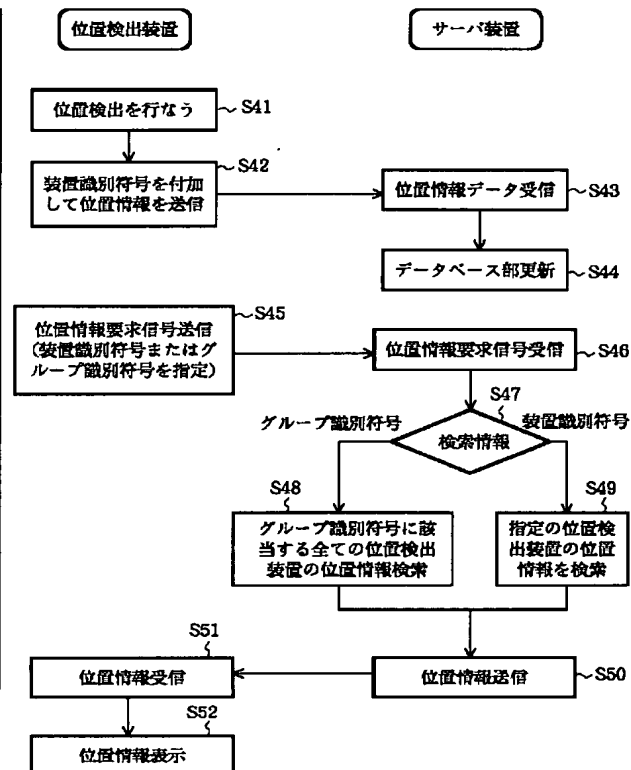 位置検出装置
サーバ装置
位置検出を行なう
S41
装置識別符号を付加
して位置情報を送信
S42
位置情報データ受信
S43
データベース部更新
S44
位置情報要求信号送信
(装置識別符号またはグ
ループ識別符号を指定)
S45
位置情報要求信号受信
S46
検索情報
S47
グループ識別符号
装置識別符号
S48
グループ識別符号に該
当する全ての位置検出
装置の位置情報検索
S49
指定の位置検
出装置の位置
情報を検索
位置情報送信
S50
S51
位置情報受信
S52
位置情報表示